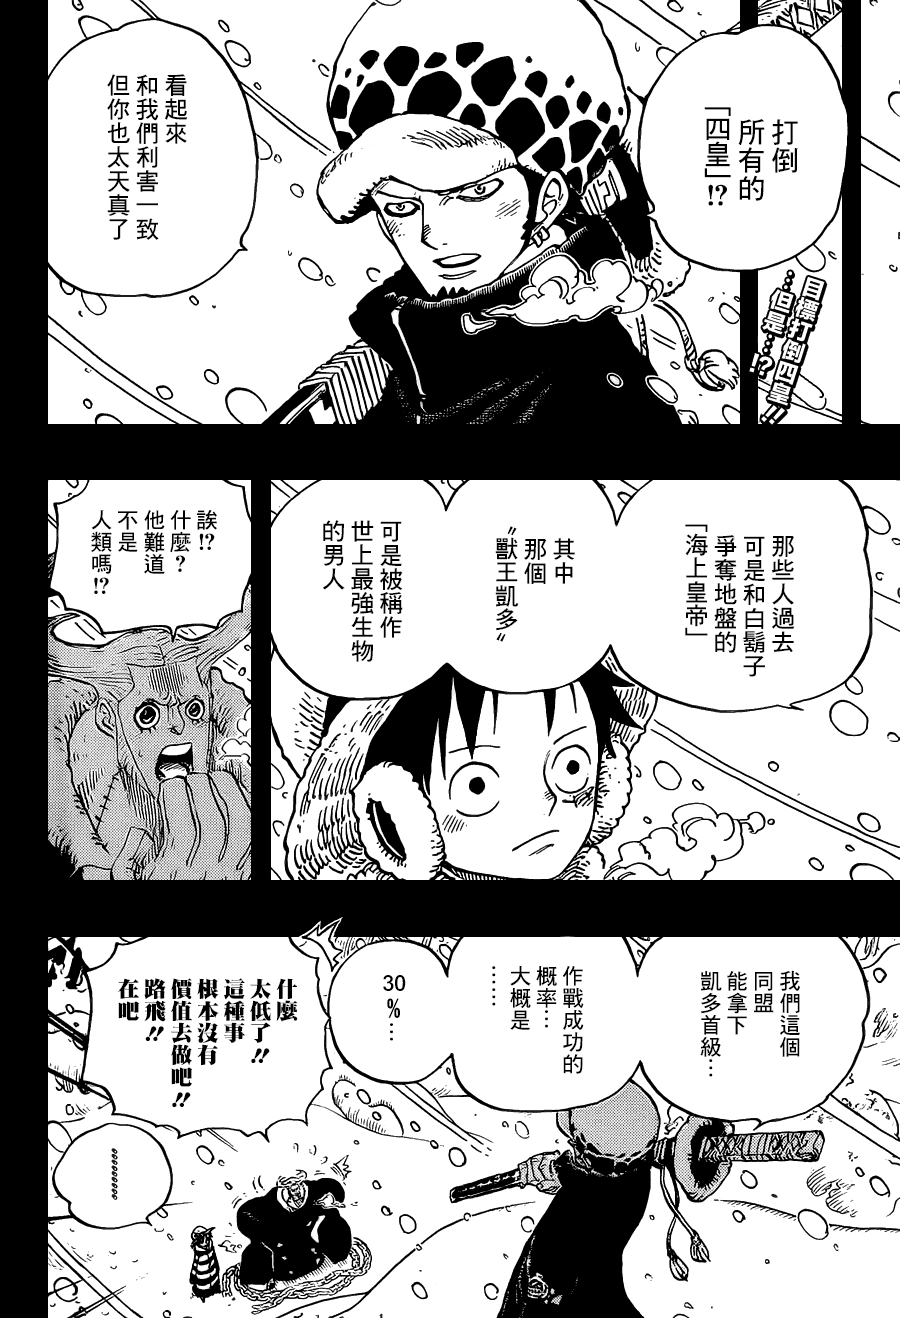 打倒
所有的
「四皇」!?
目標打倒四皇!!
…但是…!?
看起來
和我們利害一致
但你也太天真了
那些人過去
可是和白鬍子
爭奪地盤的
「海上皇帝」
其中
那個
〝獸王凱多〞
可是被稱作
世上最強生物
的男人
誒!?
什麼?
他難道
不是
人類嗎!?
我們這個
同盟
能拿下
凱多首級…
作戰成功的
概率…
大概是
……
30
%…
什麼
太低了!!
這種事
根本沒有
價值去做吧!!
路飛!!
在吧
………